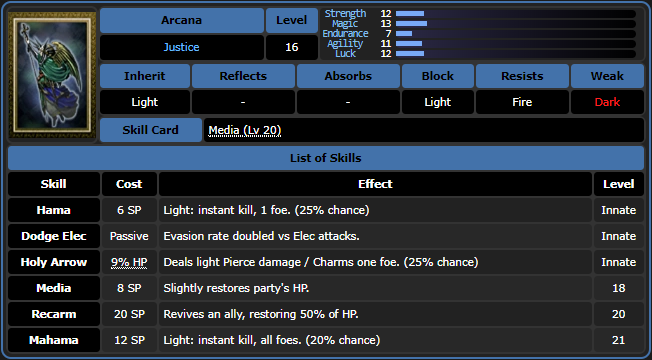 Arcana Level
Justice 16
Strength 12
Magic 13
Endurance 7
Agility 11
Luck 12
Inherit Reflects Absorbs Block Resists Weak
Light - - Light Fire Dark
Skill Card Media (Lv 20)
List of Skills
Skill Cost Effect Level
Hama 6 SP Light: instant kill, 1 foe. (25% chance) Innate
Dodge Elec Passive Evasion rate doubled vs Elec attacks. Innate
Holy Arrow 9% HP Deals light Pierce damage / Charms one foe. (25% chance) Innate
Media 8 SP Slightly restores party's HP. 18
Recarm 20 SP Revives an ally, restoring 50% of HP. 20
Mahama 12 SP Light: instant kill, all foes. (20% chance) 21